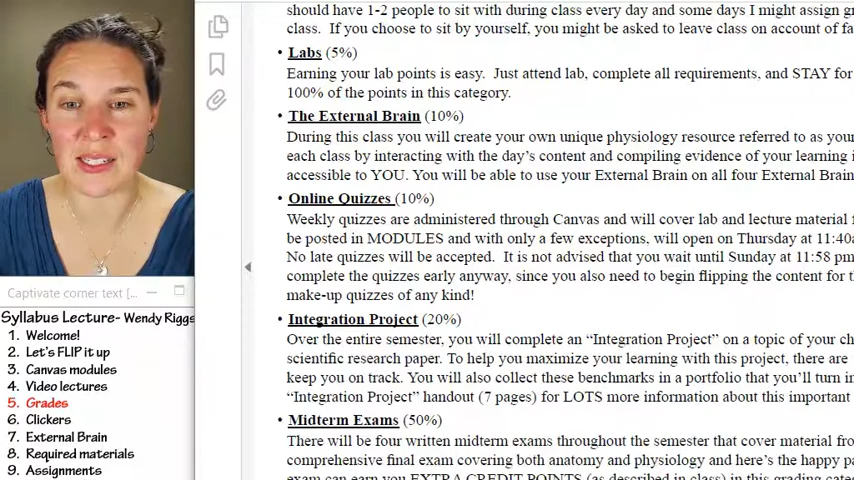 should have 1-2 people to sit with during class every day and some days I might assign
class.  If you choose to sit by yourself, you might be asked to leave class on account of
• Labs (5%)
Earning your lab points is easy.  Just attend lab, complete all requirements, and STAY for
100% of the points in this category.
• The External Brain (10%)
During this class you will create your own unique physiology resource referred to as your
each class by interacting with the day's content and compiling evidence of your learning
accessible to YOU. You will be able to use your External Brain on all four External Brain
• Online Quizzes (10%)
Weekly quizzes are administered through Canvas and will cover lab and lecture material
be posted in MODULES and with only a few exceptions, will open on Thursday at 11:40a
No late quizzes will be accepted.  It is not advised that you wait until Sunday at 11:58 pm
complete the quizzes early anyway, since you also need to begin flipping the content for
make-up quizzes of any kind!
• Integration Project (20%)
Over the entire semester, you will complete an “Integration Project” on a topic of your
scientific research paper. To help you maximize your learning with this project, there are
keep you on track. You will also collect these benchmarks in a portfolio that you'll turn
“Integration Project” handout (7 pages) for LOTS more information about this important
• Midterm Exams (50%)
There will be four written midterm exams throughout the semester that cover material
comprehensive final exam covering both anatomy and physiology and here's the happy
exam can earn you EXTRA CREDIT POINTS (as described in class) in this grading
Captivate corner text [...
Syllabus Lecture- Wendy Riggs
1. Welcome!
2. Let's FLIP it up
3. Canvas modules
4. Video lectures
5. Grades
6. Clickers
7. External Brain
8. Required materials
9. Assignments